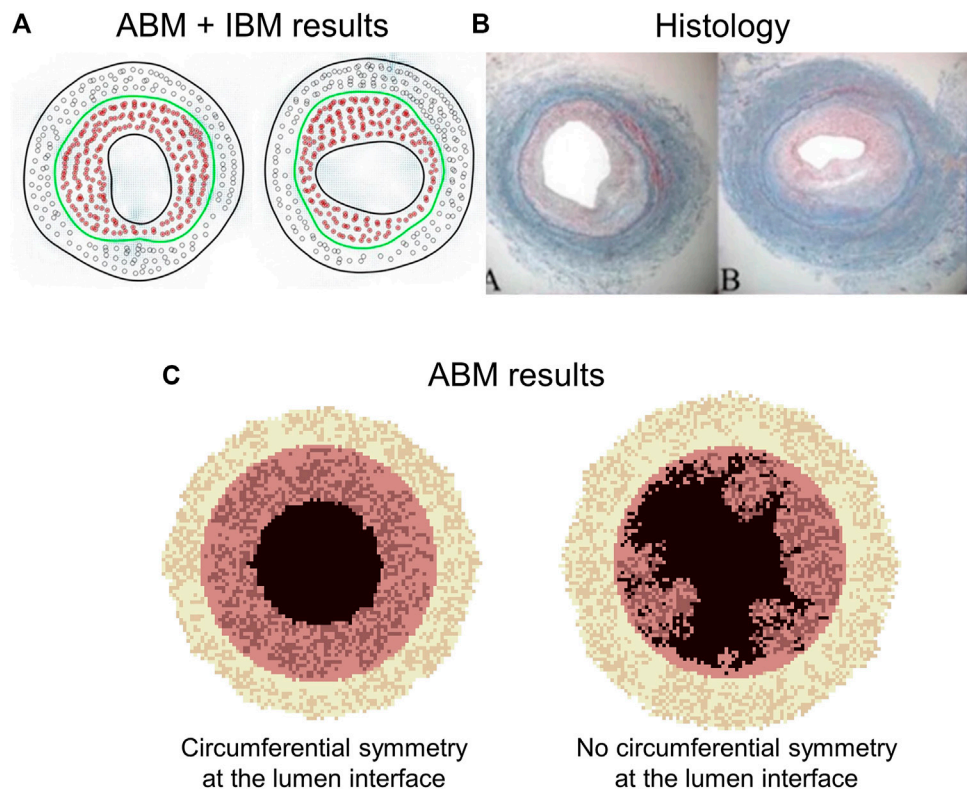 A
ABM + IBM results
B
Histology
A
B
C
ABM results
Circumferential symmetry
at the lumen interface
No circumferential symmetry
at the lumen interface